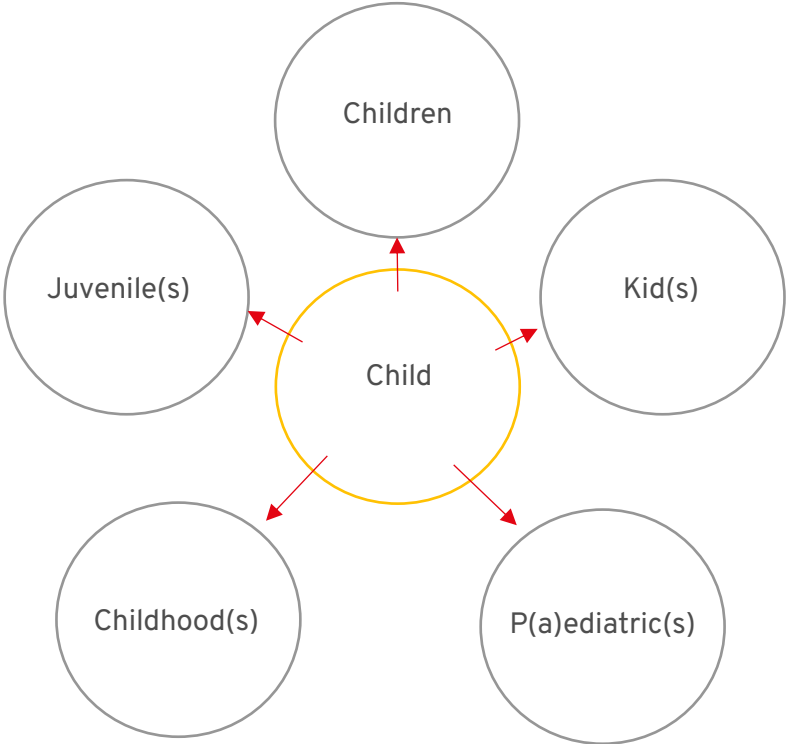 Children
Juvenile(s)
Kid(s)
Child
Childhood(s)
P(a)ediatric(s)